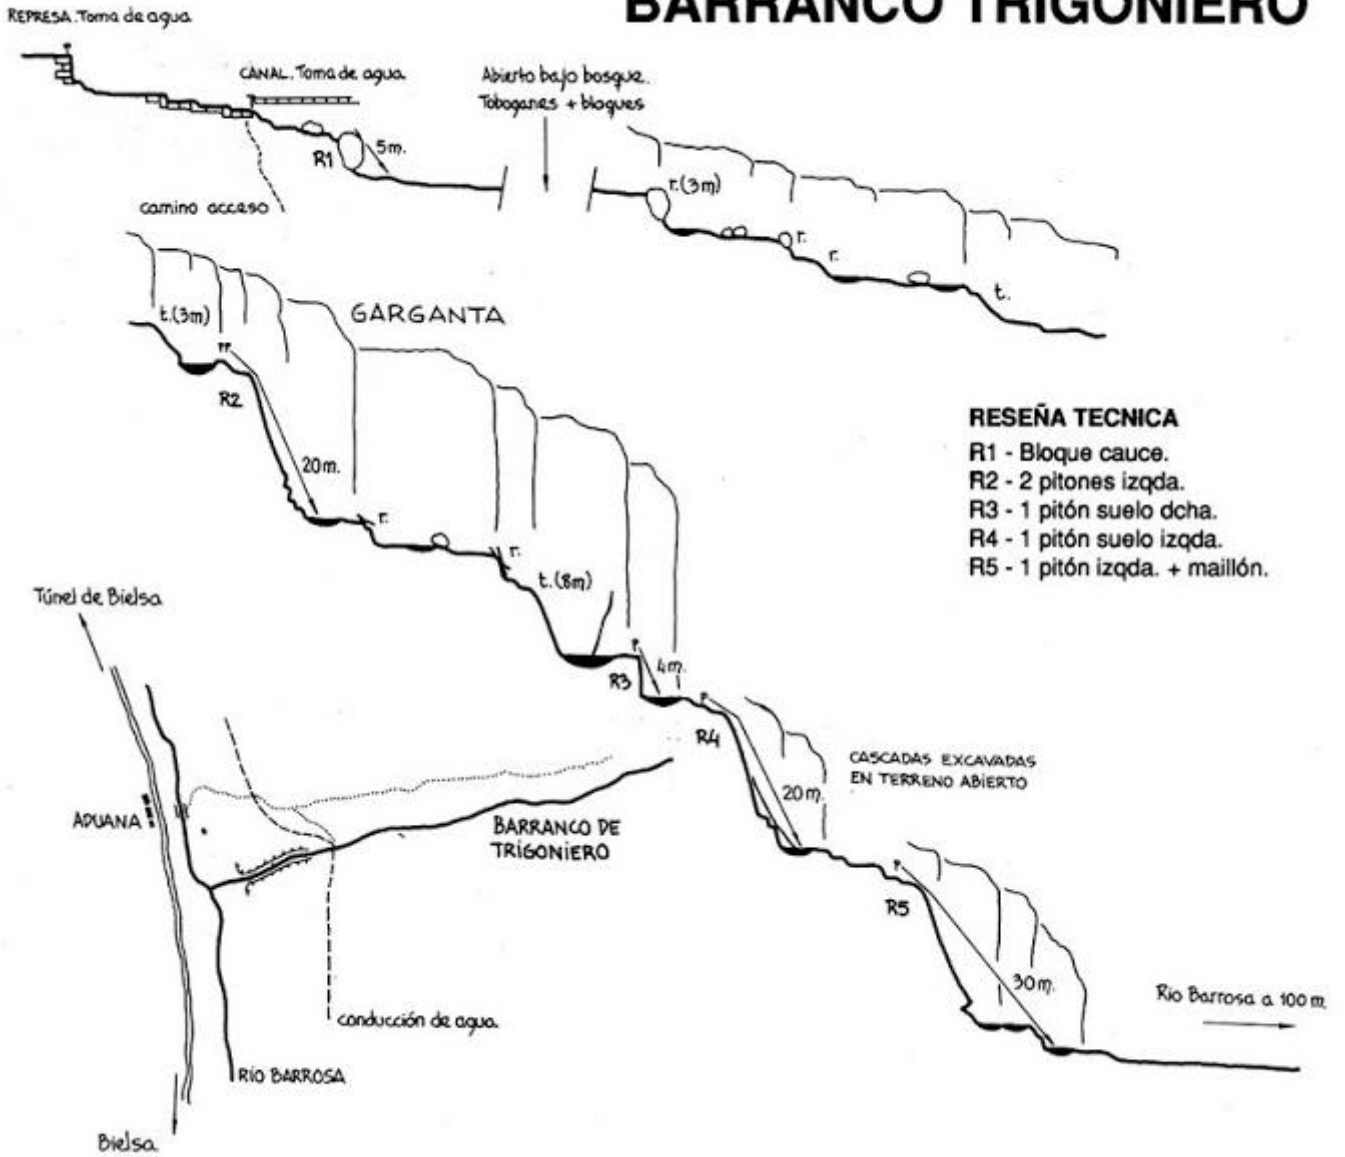 BARRANCO TRIGONIERO
REPRESA. Toma de agua
CANAL. Toma de agua
Abierto bajo bosque.
Toboganes + bloques
R1
5m.
camino acceso
r.(3m)
r.
r.
t.
t.(3m)
GARGANTA
R2
20m.
r.
r.
t.(8m)
R3
4m.
R4
20m.
CASCADAS EXCAVADAS
EN TERRENO ABIERTO
R5
30m.
Rio Barrosa a 100 m.
RESEÑA TECNICA
R1 - Bloque cauce.
R2 - 2 pitones izqda.
R3 - 1 pitón suelo dcha.
R4 - 1 pitón suelo izqda.
R5 - 1 pitón izqda. + maillón.
Túnel de Bielsa
ADUANA
BARRANCO DE
TRIGONIERO
conducción de agua.
RIO BARROSA
Bielsa